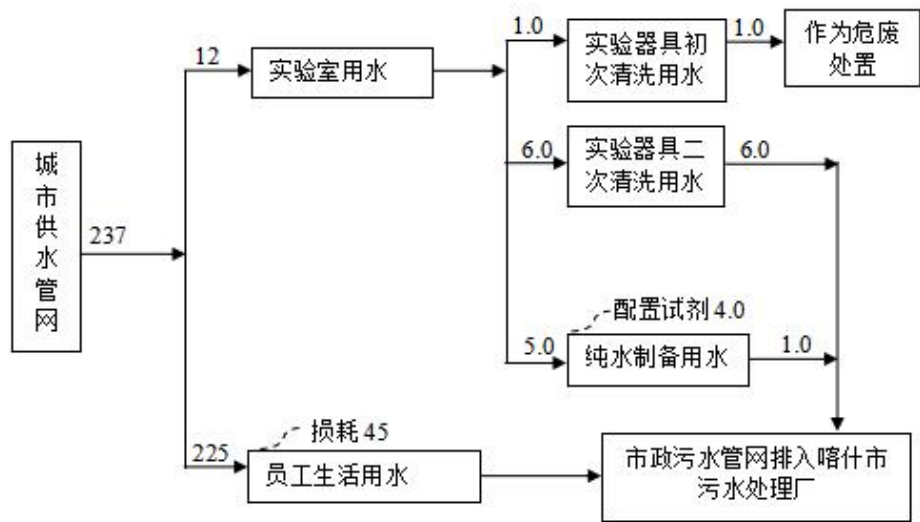 城
市
供
水
管
网
237
12
实验室用水
1.0
实验器具初
次清洗用水
1.0
作为危废
处置
6.0
实验器具二
次清洗用水
6.0
配置试剂 4.0
5.0
纯水制备用水
1.0
损耗 45
225
员工生活用水
市政污水管网排入喀什市
污水处理厂